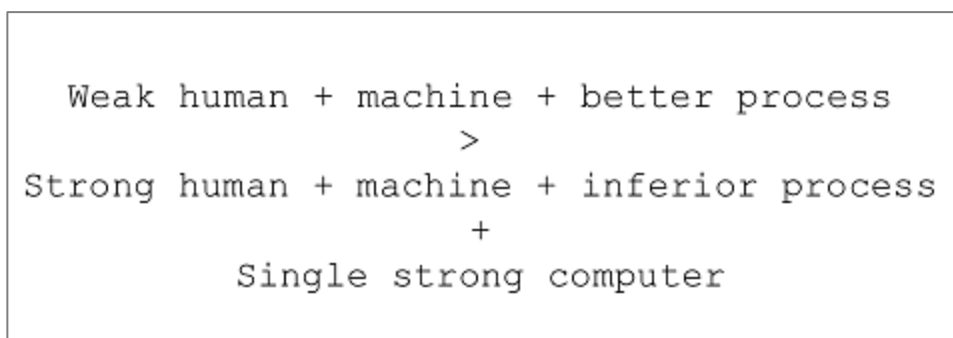 Weak human + machine + better process
>
Strong human + machine + inferior process
+
Single strong computer